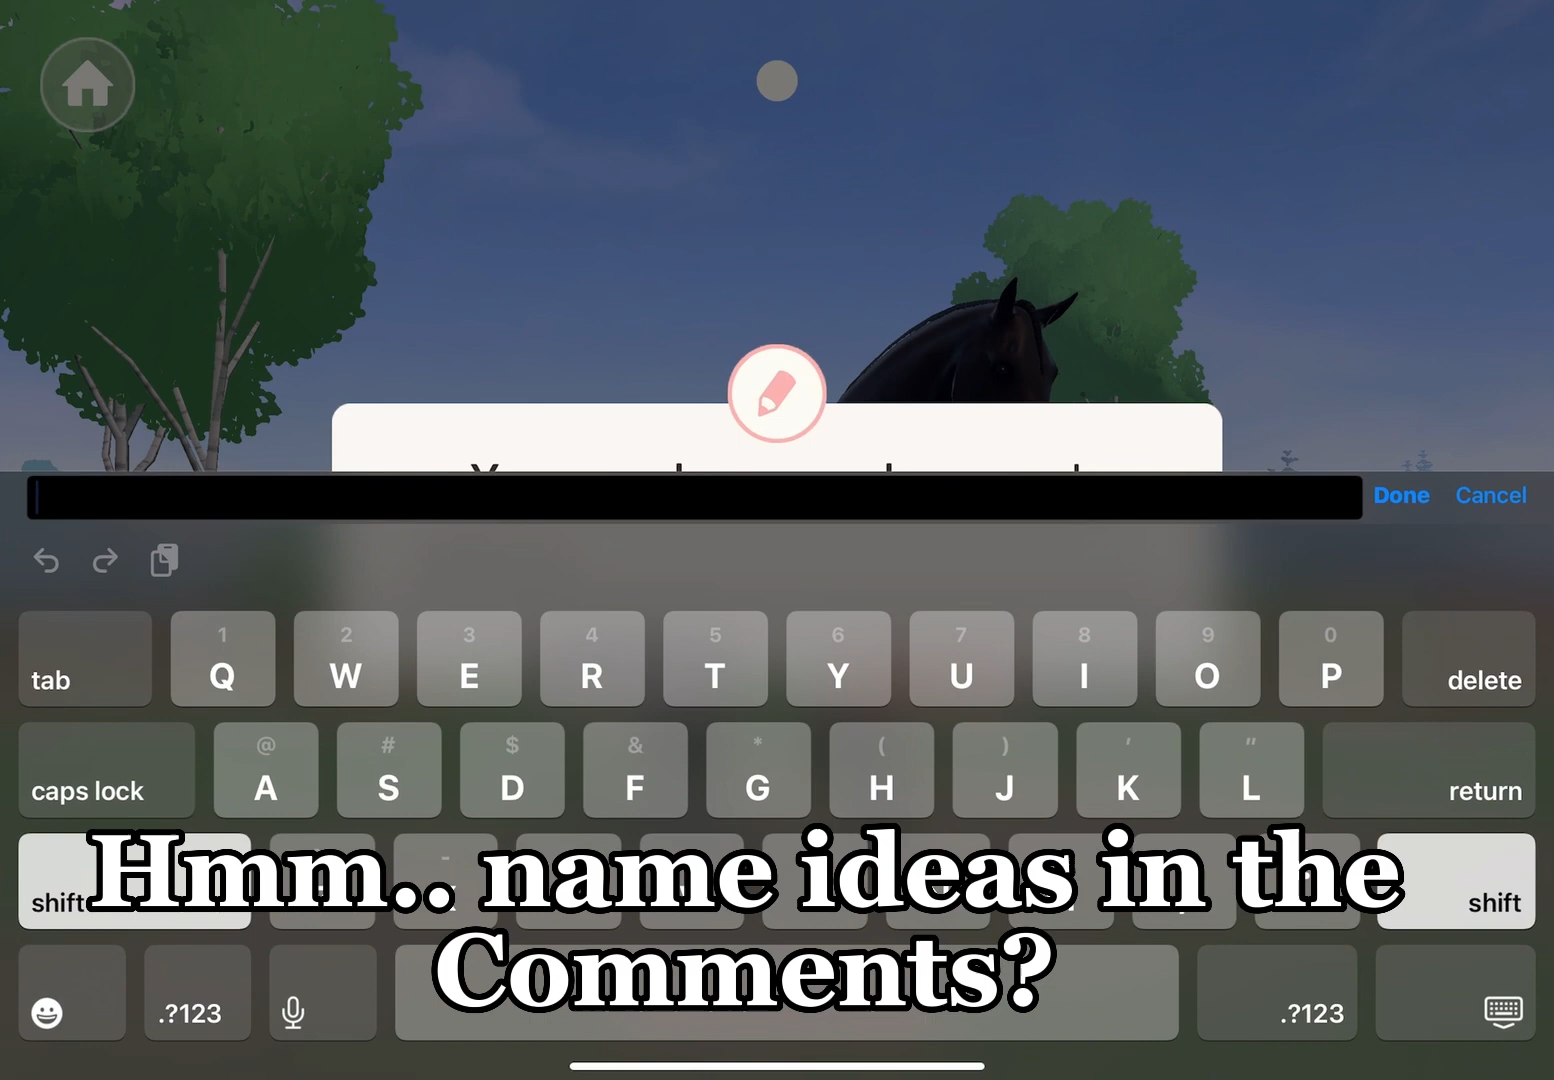 Done Cancel
1 2 3 4 5 6 7 8 9 0
tab Q W E R T Y U I O P delete
@ # $ & * ( ) ' "
caps lock A S D F G H J K L return
shift shift
Hmm.. name ideas in the
Comments?
.?123 .?123